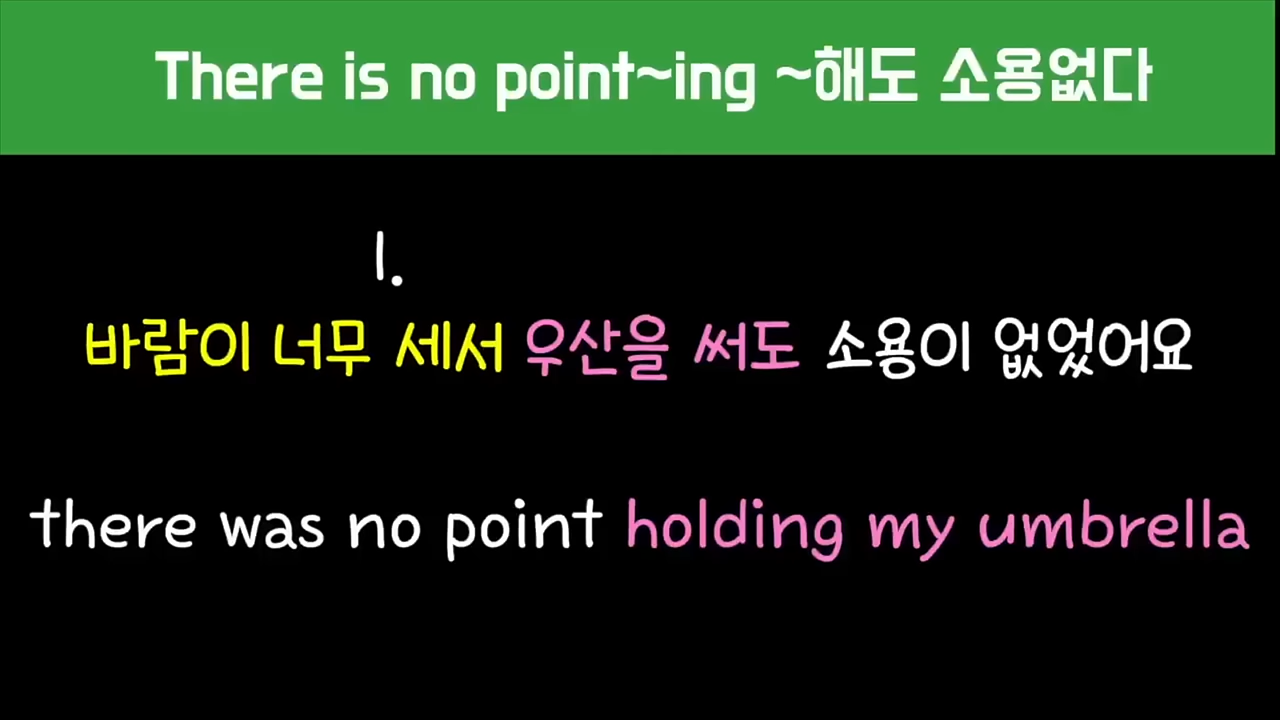 There is no point~ing ~해도 소용없다
1.
바람이 너무 세서 우산을 써도 소용이 없었어요
there was no point holding my umbrella